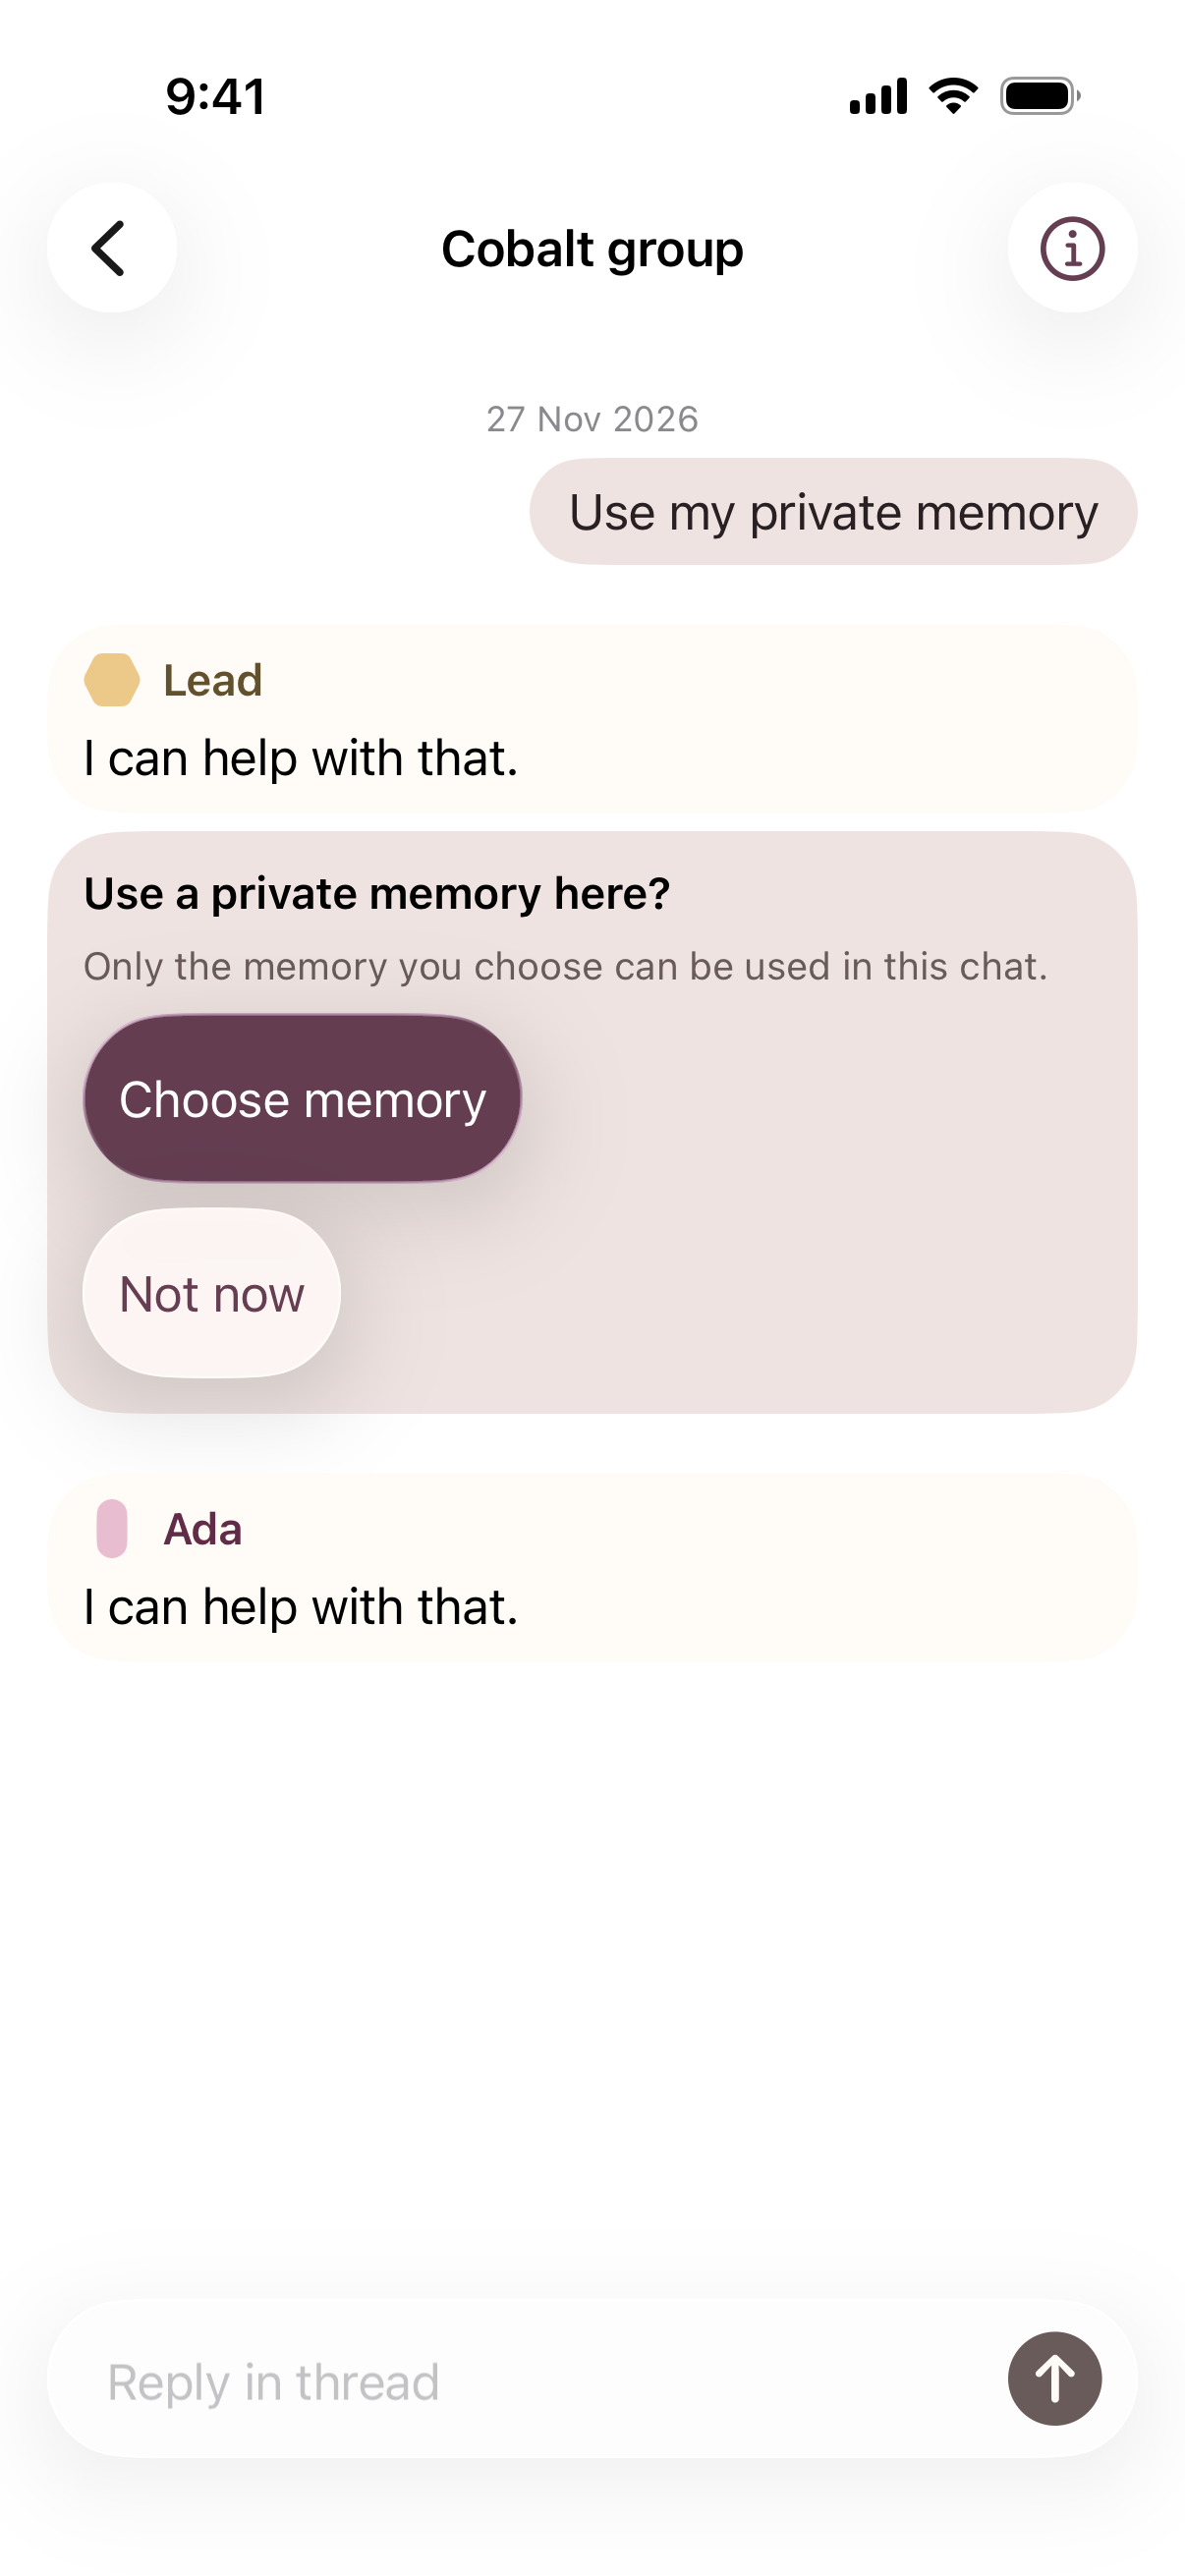 9:41
Cobalt group
27 Nov 2026
Use my private memory
Lead
I can help with that.
Use a private memory here?
Only the memory you choose can be used in this chat.
Choose memory
Not now
Ada
I can help with that.
Reply in thread